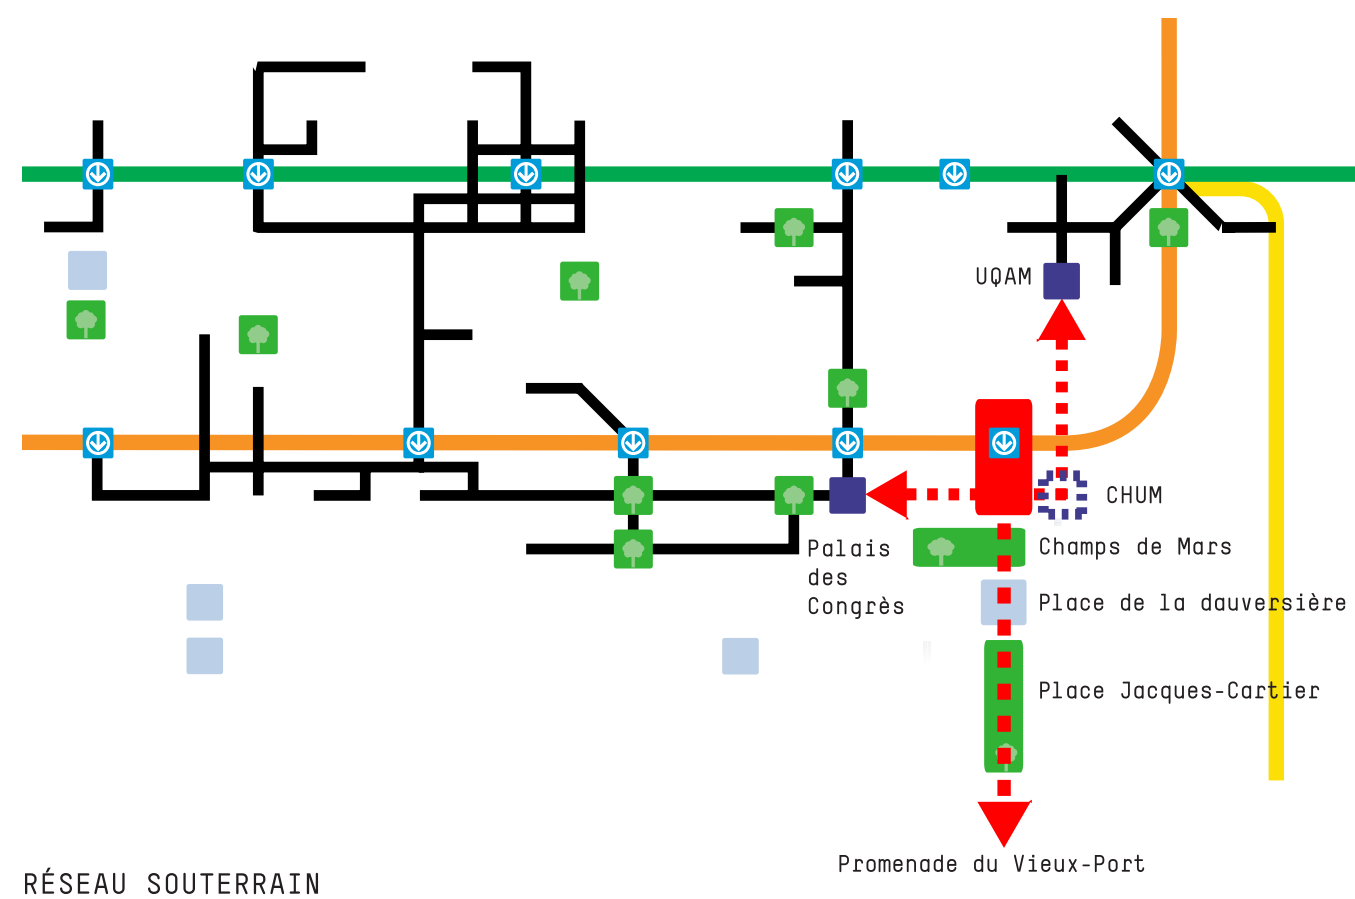 UQAM
CHUM
Palais
des
Congrès
Champs de Mars
Place de la dauversière
Place Jacques-Cartier
Promenade du Vieux-Port
RÉSEAU SOUTERRAIN